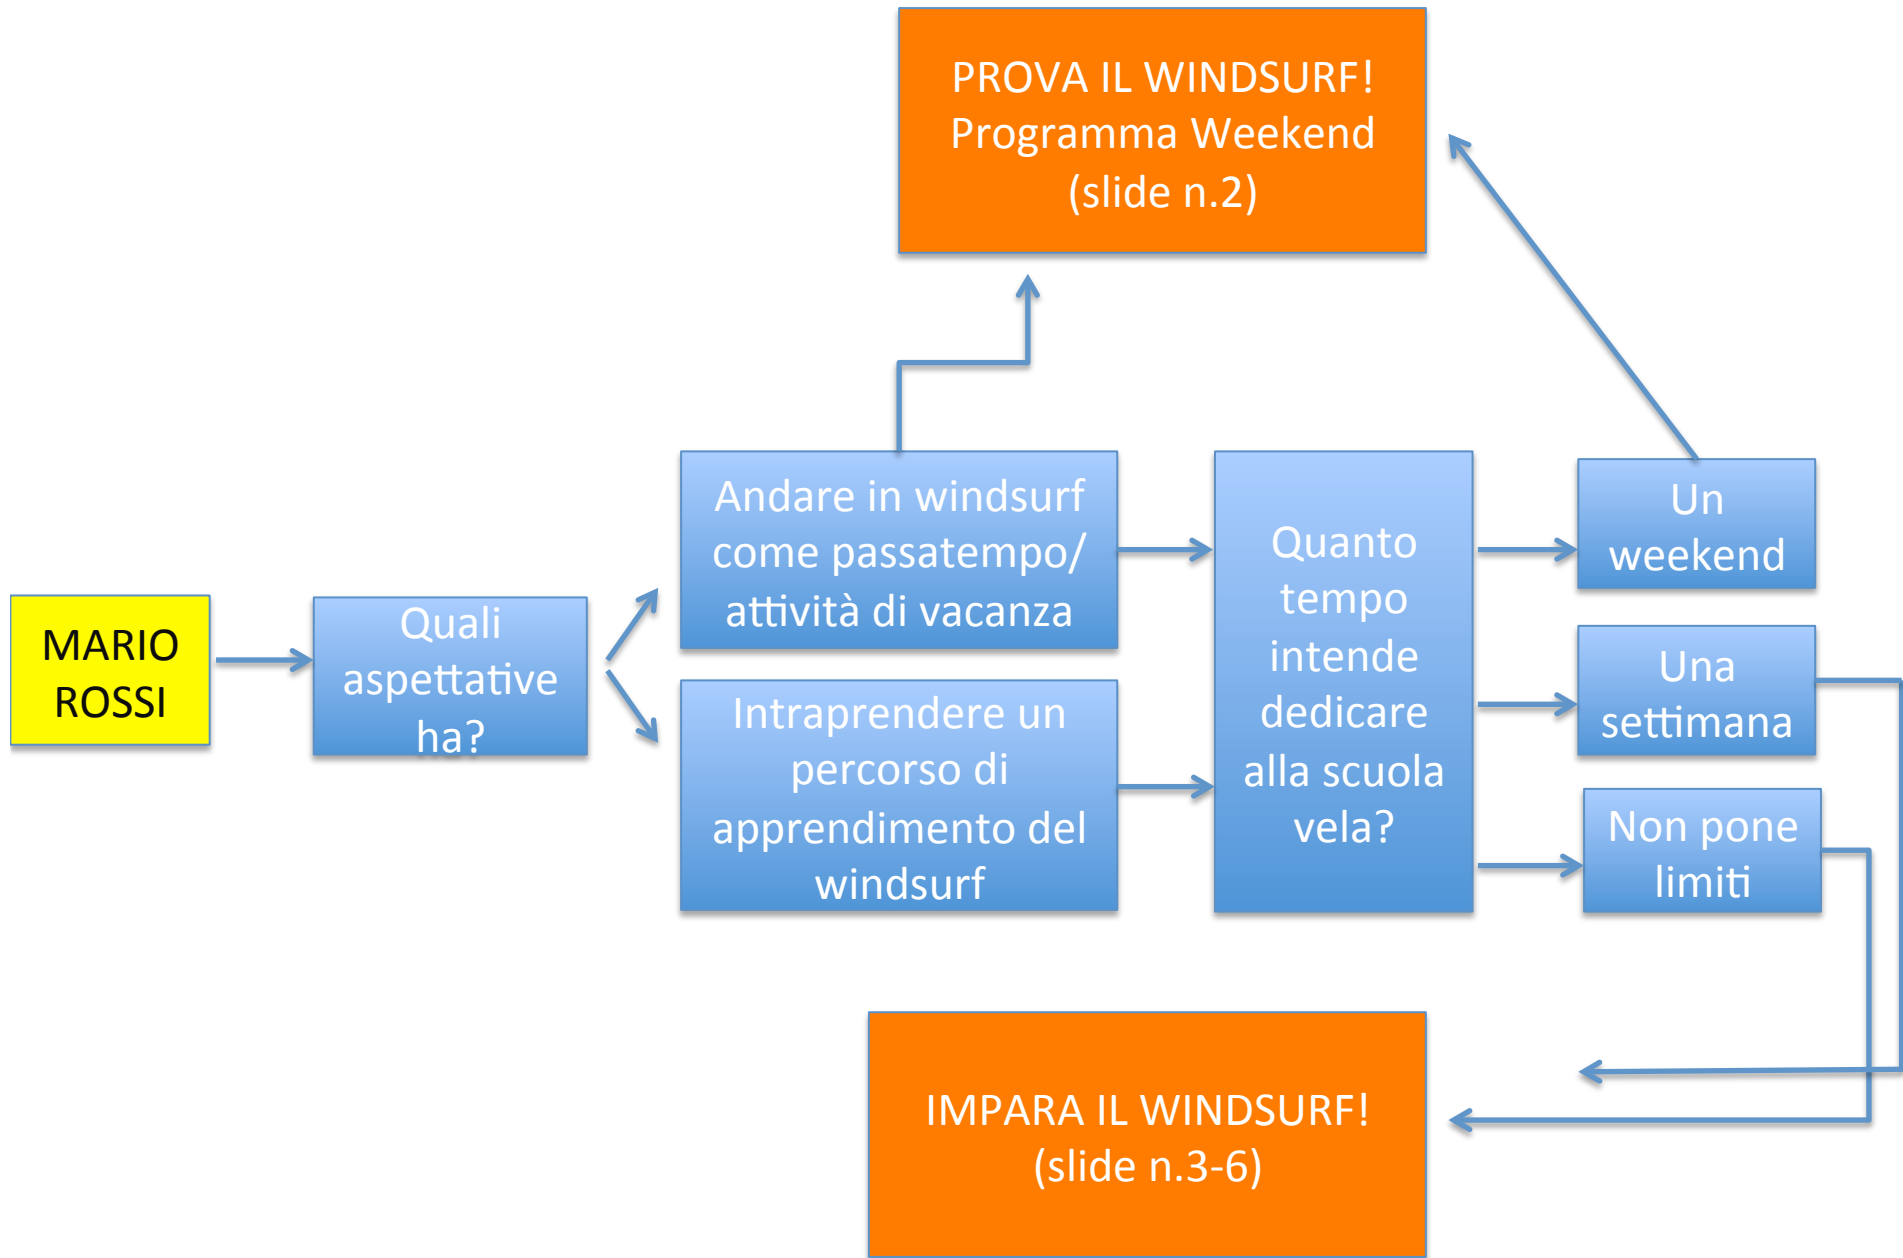 PROVA IL WINDSURF!
Programma Weekend
(slide n.2)
MARIO
ROSSI
Quali
aspettative
ha?
Andare in windsurf
come passatempo/
attività di vacanza
Intraprendere un
percorso di
apprendimento del
windsurf
Quanto
tempo
intende
dedicare
alla scuola
vela?
Un
weekend
Una
settimana
Non pone
limiti
IMPARA IL WINDSURF!
(slide n.3-6)